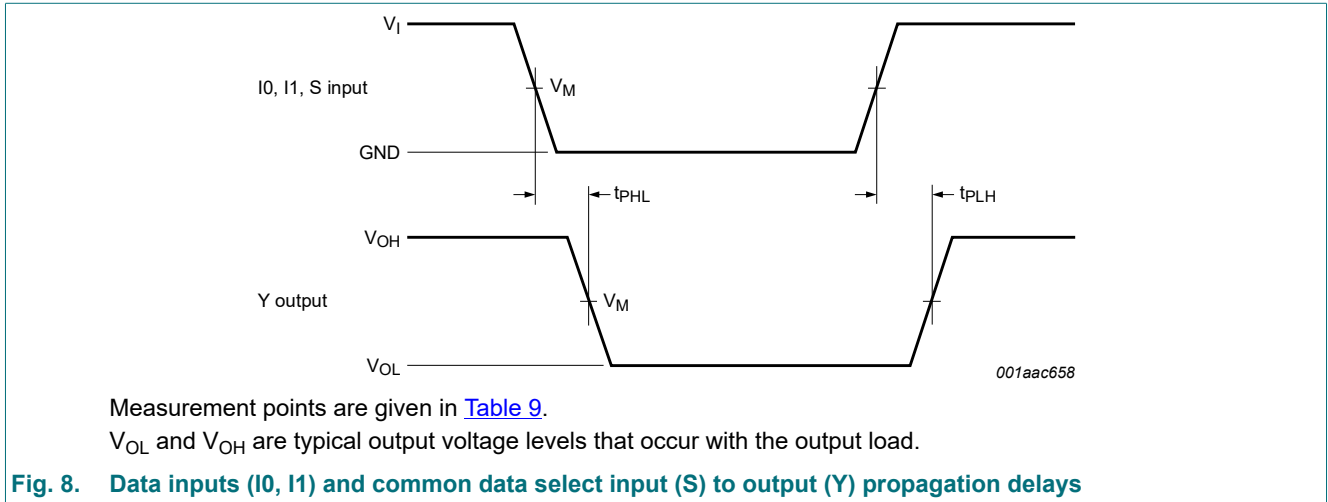 VI
I0, I1, S input
VM
GND
tPHL
tPLH
VOH
Y output
VM
VOL
001aac658
Measurement points are given in Table 9.
VOL and VOH are typical output voltage levels that occur with the output load.
Fig. 8. Data inputs (I0, I1) and common data select input (S) to output (Y) propagation delays